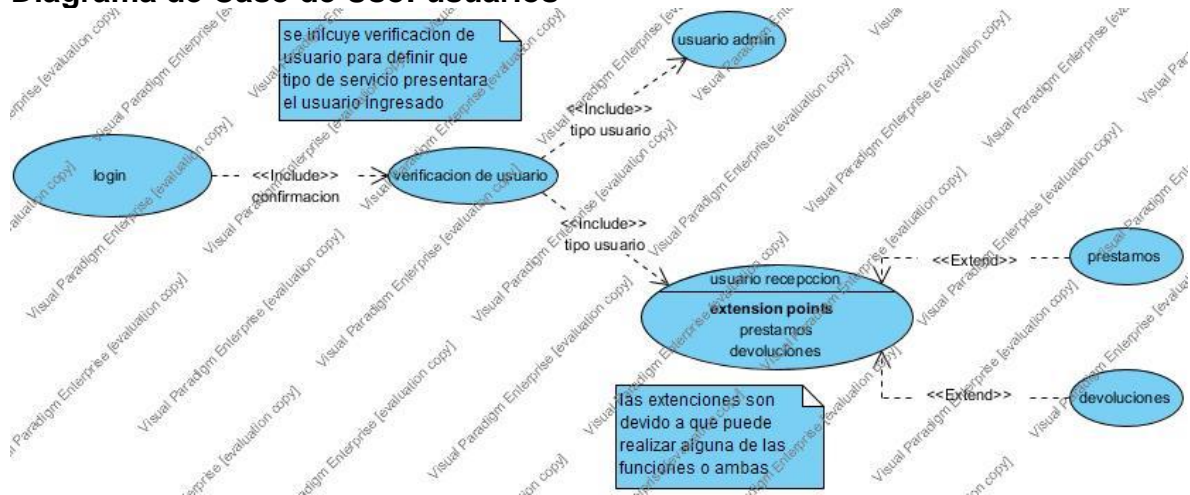 Diagrama de Caso de Uso: usuarios
se inlcuye verificacion de
usuario para definir que
tipo de servicio presentara
el usuario ingresado
usuario admin
<<Include>>
tipo usuario
login
<<Include>>
confirmacion
verificacion de usuario
<<Include>>
tipo usuario
usuario recepccion
extension points
prestamos
devoluciones
<<Extend>>
prestamos
<<Extend>>
devoluciones
las extenciones son
devido a que puede
realizar alguna de las
funciones o ambas
Visual Paradigm Enterprise [evaluation copy]